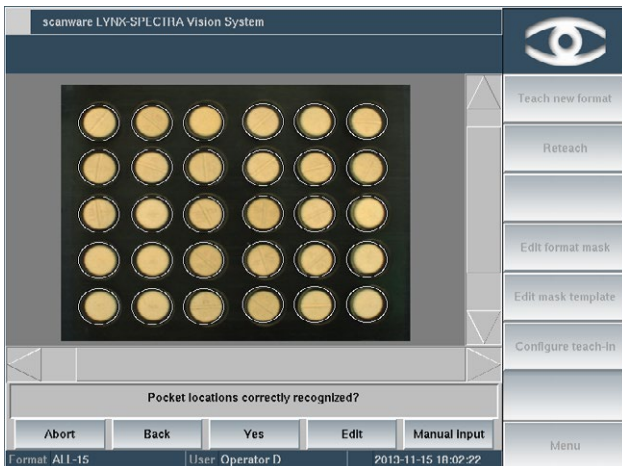 scanware LYNX-SPECTRA Vision System
Teach new format
Reteach
Edit format mask
Edit mask template
Configure teach-in
Pocket locations correctly recognized?
Abort Back Yes Edit Manual Input
Menu
Format ALL-15 User Operator D 2013-11-15 18:02:22